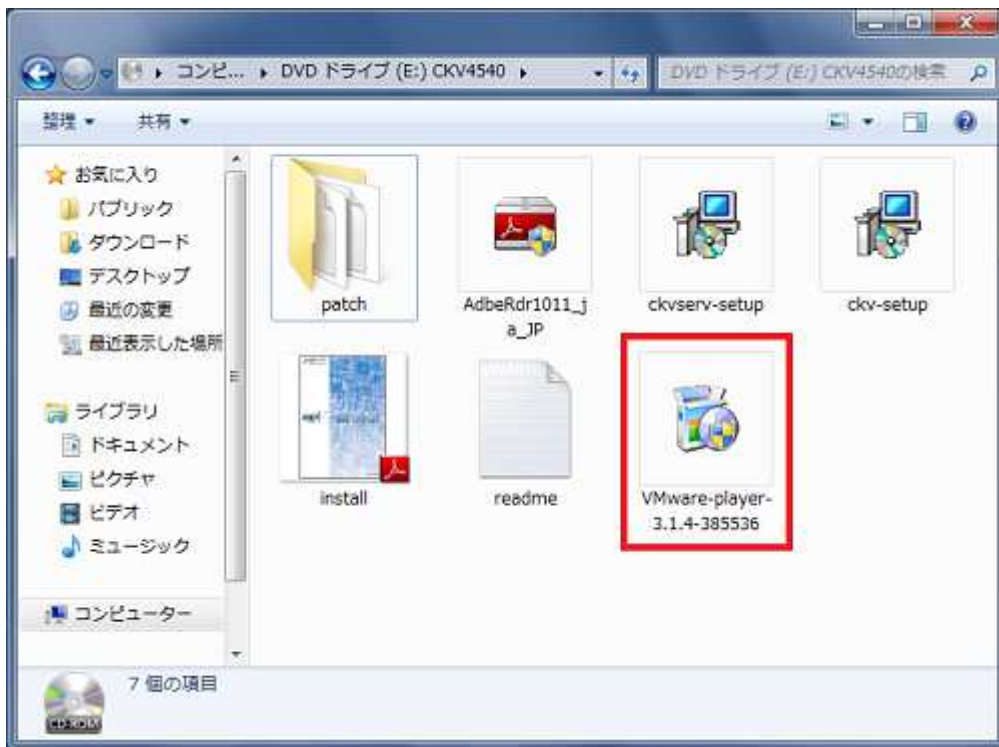 コンピ... ▸ DVD ドライブ (E:) CKV4540 ▸
DVD ドライブ (E:) CKV4540の検索
整理 ▼ 共有 ▼
お気に入り
パブリック
ダウンロード
デスクトップ
最近の変更
最近表示した場所
ライブラリ
ドキュメント
ピクチャ
ビデオ
ミュージック
コンピューター
patch
AdbeRdr1011_j
a_JP
ckvserv-setup
ckv-setup
install
readme
VMware-player-
3.1.4-385536
7 個の項目
CD-ROM